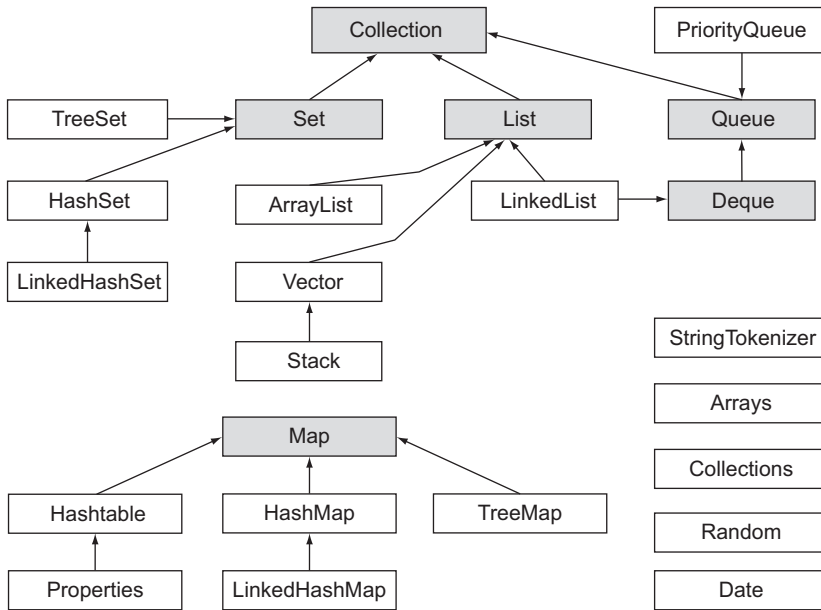 Collection
PriorityQueue
TreeSet
Set
List
Queue
HashSet
ArrayList
LinkedList
Deque
LinkedHashSet
Vector
Stack
StringTokenizer
Arrays
Map
Collections
Hashtable
HashMap
TreeMap
Random
Properties
LinkedHashMap
Date